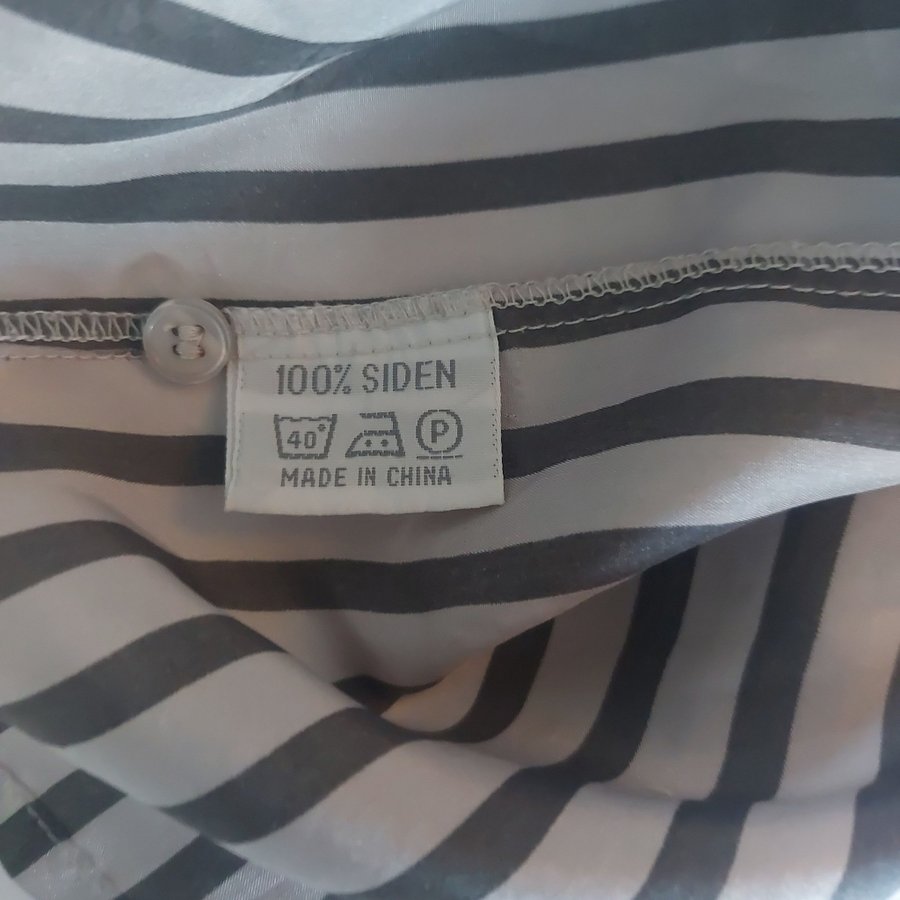 100% SIDEN
40° P
MADE IN CHINA